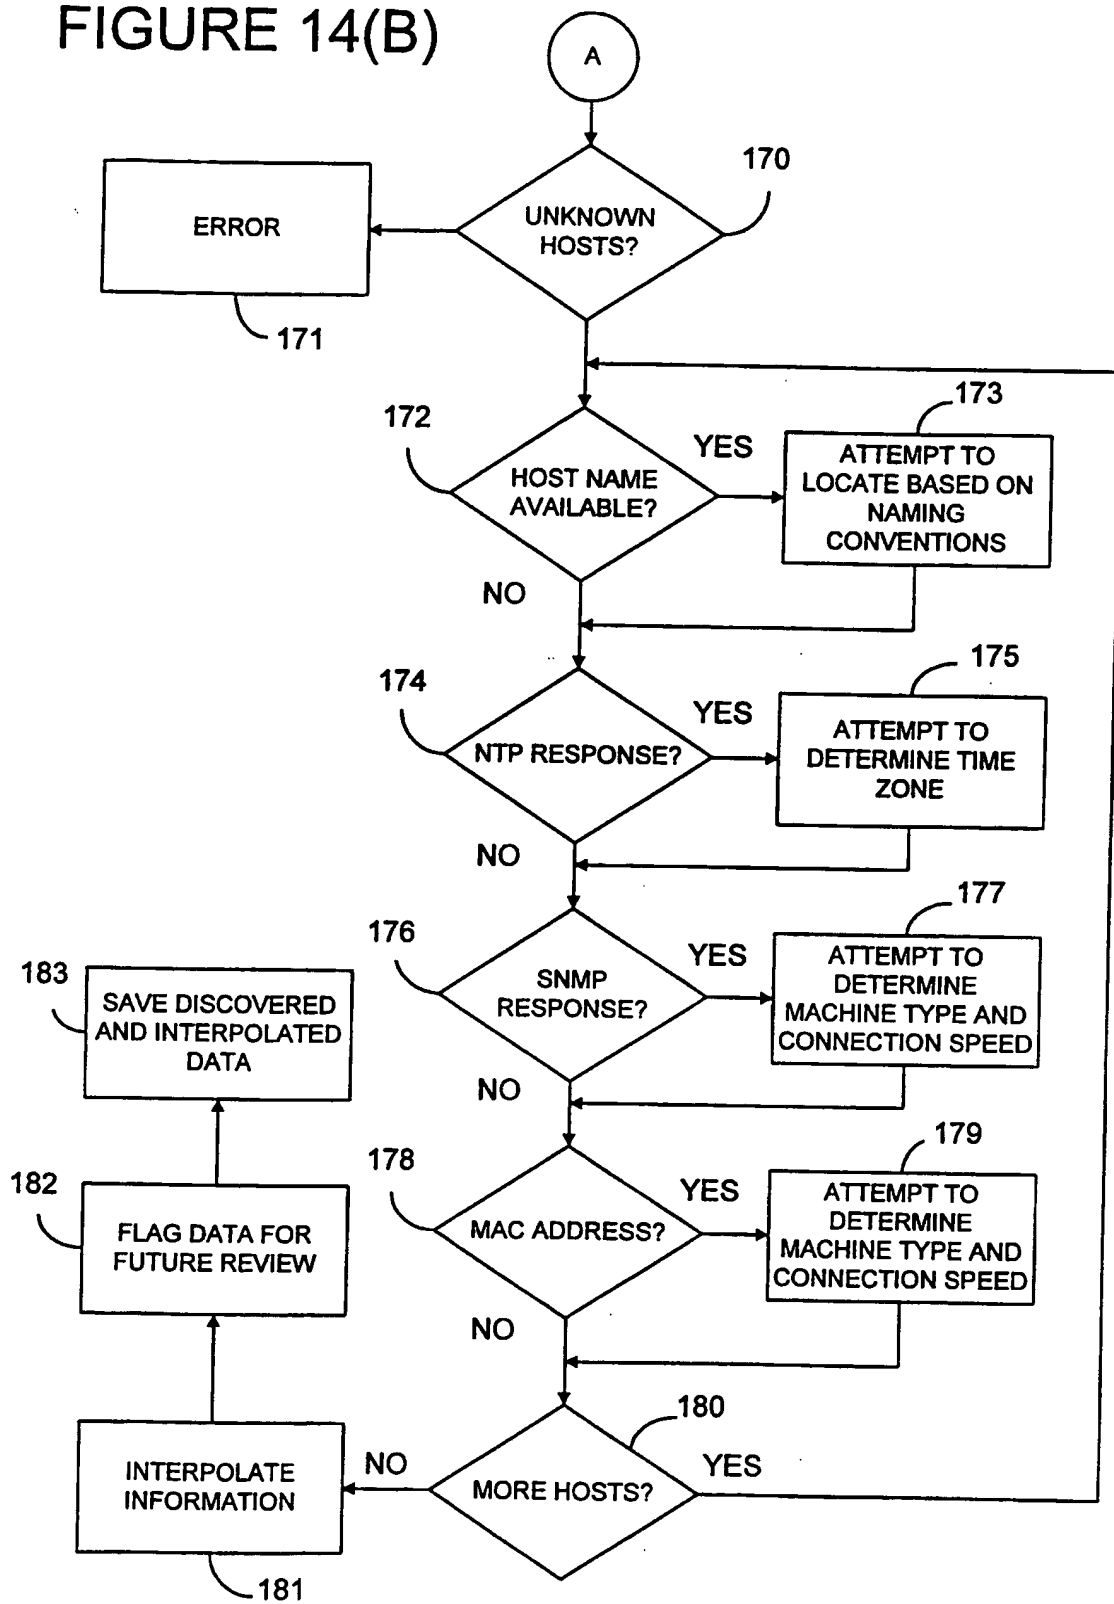 FIGURE 14(B)
A
170
UNKNOWN
HOSTS?
ERROR
171
172
HOST NAME
AVAILABLE?
YES
173
ATTEMPT TO
LOCATE BASED ON
NAMING
CONVENTIONS
NO
174
NTP RESPONSE?
YES
175
ATTEMPT TO
DETERMINE TIME
ZONE
NO
176
SNMP
RESPONSE?
YES
177
ATTEMPT TO
DETERMINE
MACHINE TYPE AND
CONNECTION SPEED
NO
178
MAC ADDRESS?
YES
179
ATTEMPT TO
DETERMINE
MACHINE TYPE AND
CONNECTION SPEED
NO
180
MORE HOSTS?
YES
NO
INTERPOLATE
INFORMATION
181
182
FLAG DATA FOR
FUTURE REVIEW
183
SAVE DISCOVERED
AND INTERPOLATED
DATA